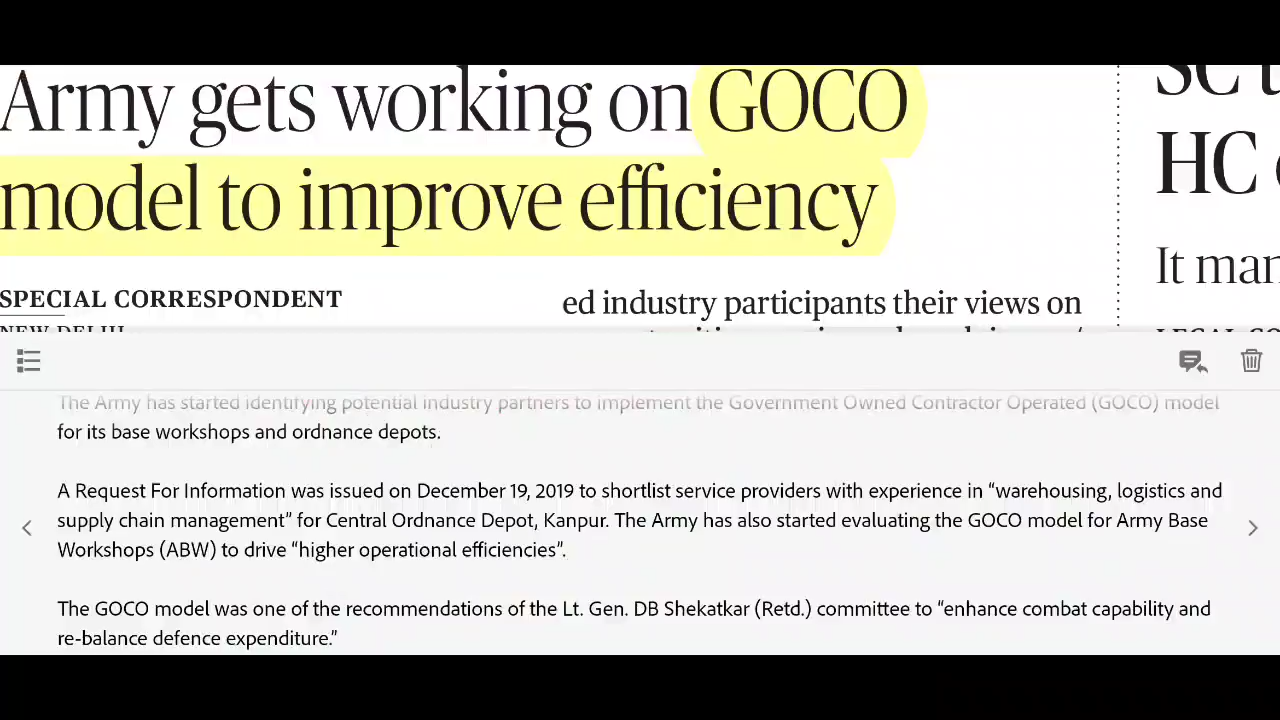 Army gets working on GOCO
model to improve efficiency
SC
HC
It man
SPECIAL CORRESPONDENT
NEW DELHI
ed industry participants their views on
The Army has started identifying potential industry partners to implement the Government Owned Contractor Operated (GOCO) model
for its base workshops and ordnance depots.
A Request For Information was issued on December 19, 2019 to shortlist service providers with experience in “warehousing, logistics and
supply chain management” for Central Ordnance Depot, Kanpur. The Army has also started evaluating the GOCO model for Army Base
Workshops (ABW) to drive “higher operational efficiencies”.
The GOCO model was one of the recommendations of the Lt. Gen. DB Shekatkar (Retd.) committee to “enhance combat capability and
re-balance defence expenditure.”